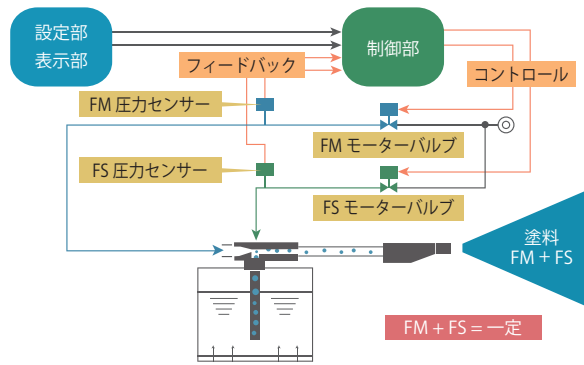 設定部
表示部
制御部
フィードバック
コントロール
FM 圧力センサー
FM モーターバルブ
FS 圧力センサー
FS モーターバルブ
塗料
FM + FS
FM + FS = 一定